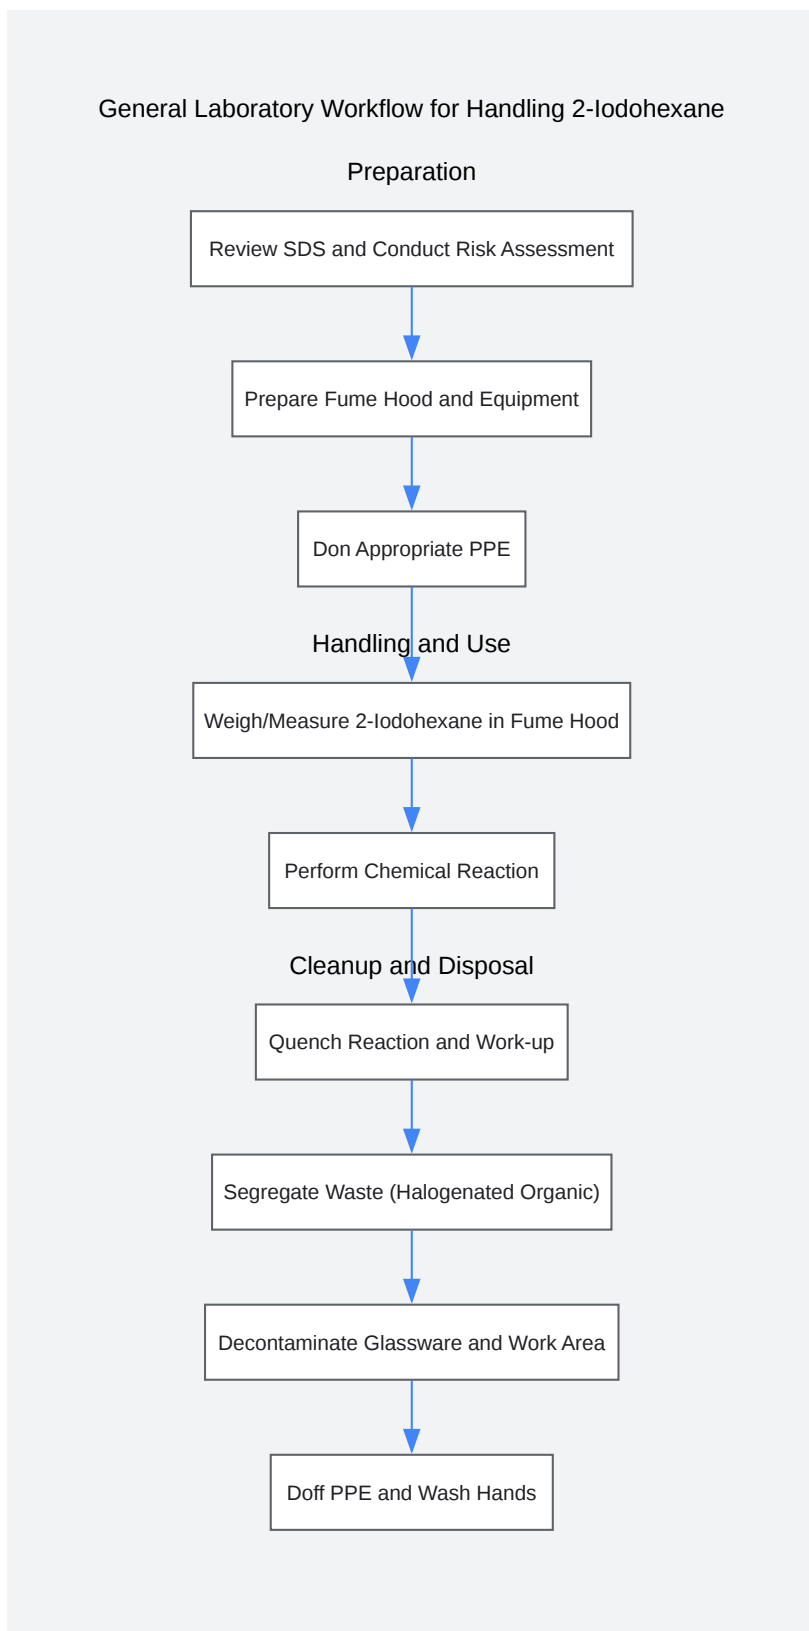 General Laboratory Workflow for Handling 2-Iodohexane
Preparation
Review SDS and Conduct Risk Assessment
Prepare Fume Hood and Equipment
Don Appropriate PPE
Handling and Use
Weigh/Measure 2-Iodohexane in Fume Hood
Perform Chemical Reaction
Cleanup and Disposal
Quench Reaction and Work-up
Segregate Waste (Halogenated Organic)
Decontaminate Glassware and Work Area
Doff PPE and Wash Hands